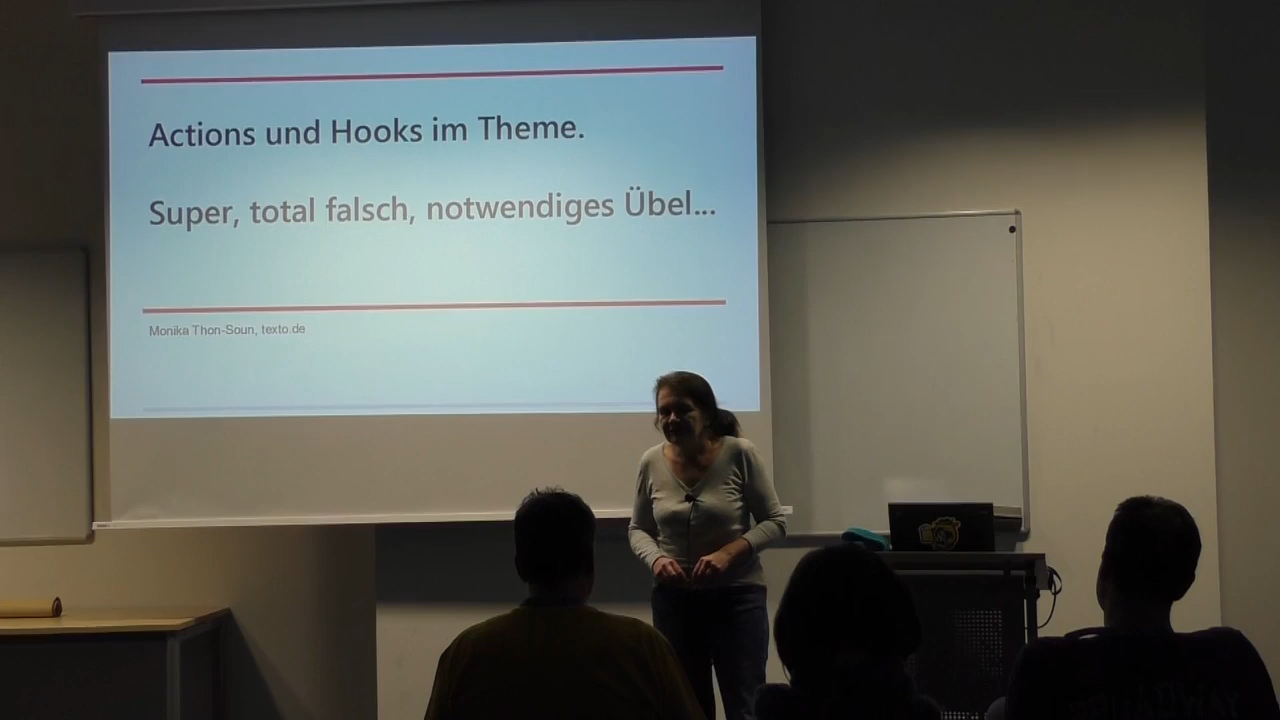 Actions und Hooks im Theme.
Super, total falsch, notwendiges Übel...
Monika Thon-Soun, texto.de